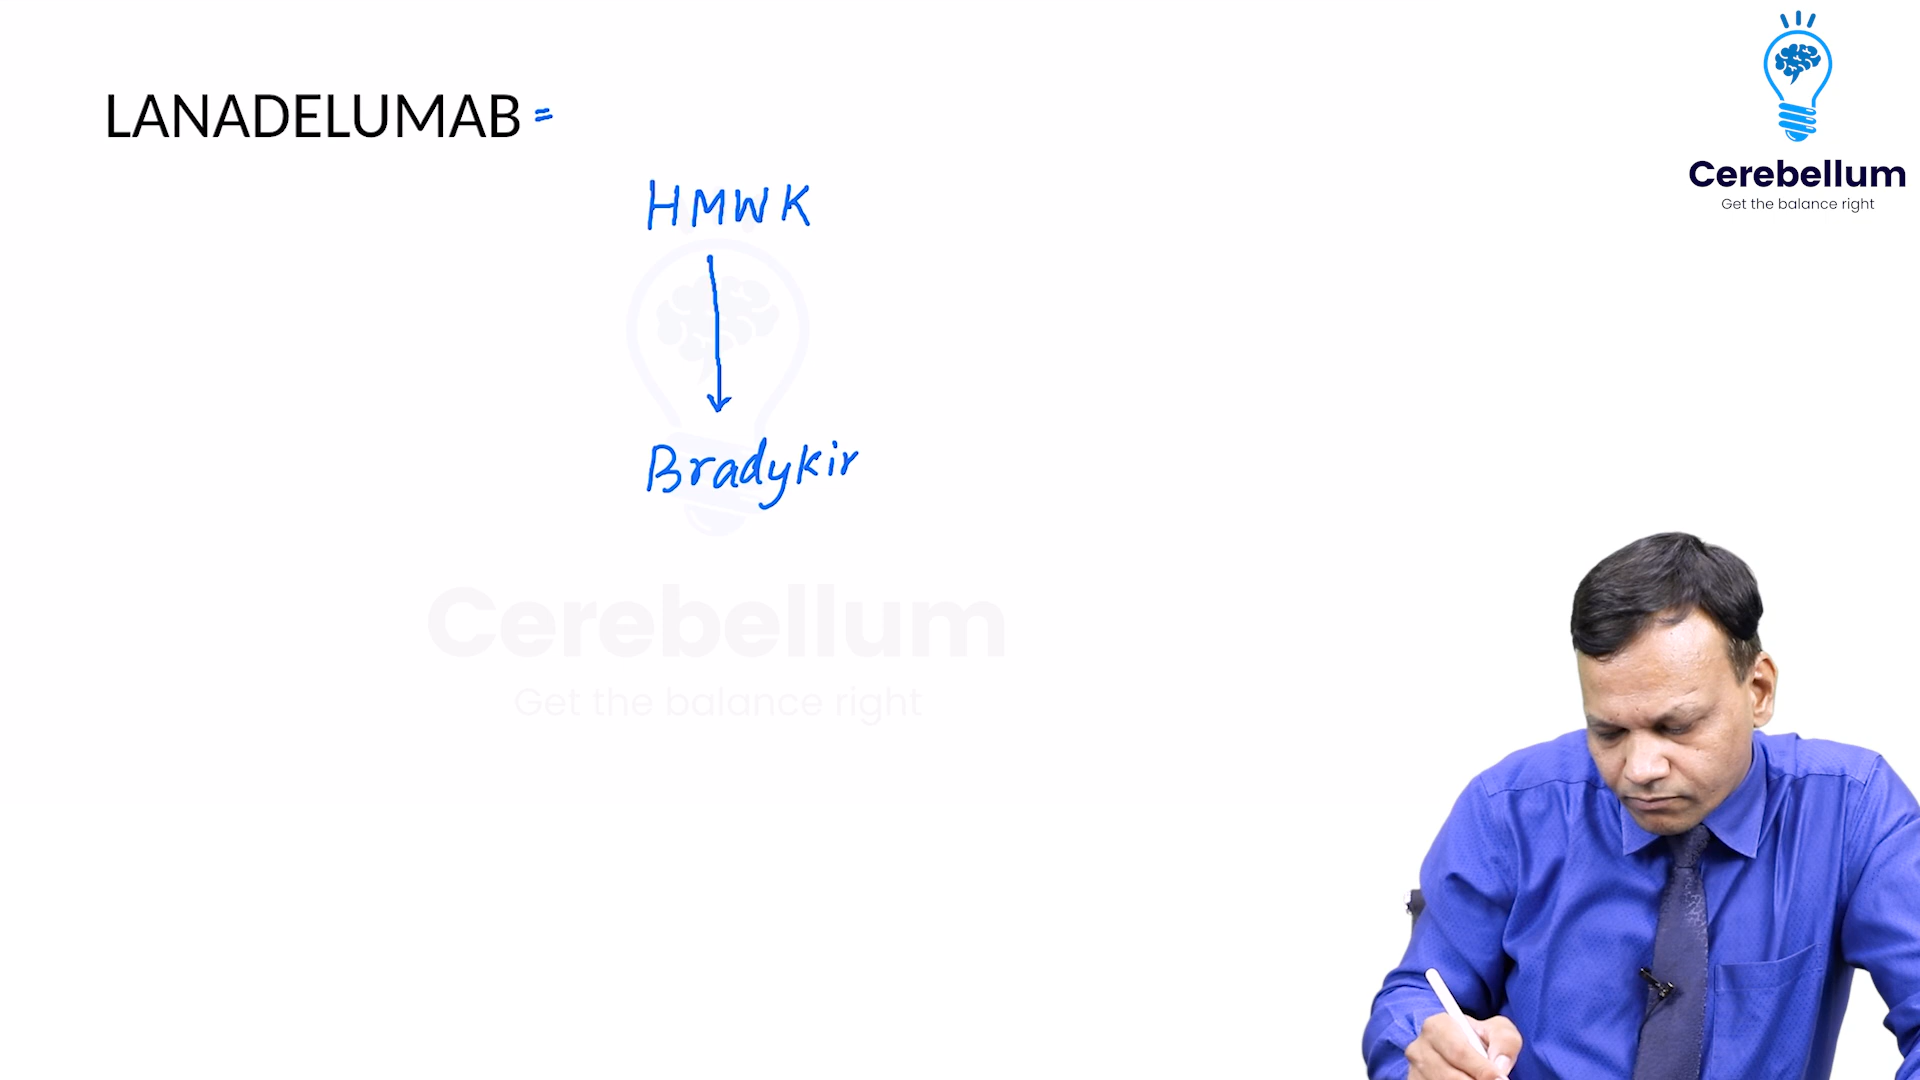 LANADELUMAB =
HMWK
Bradykir
Cerebellum
Get the balance right
Cerebellum
Get the balance right